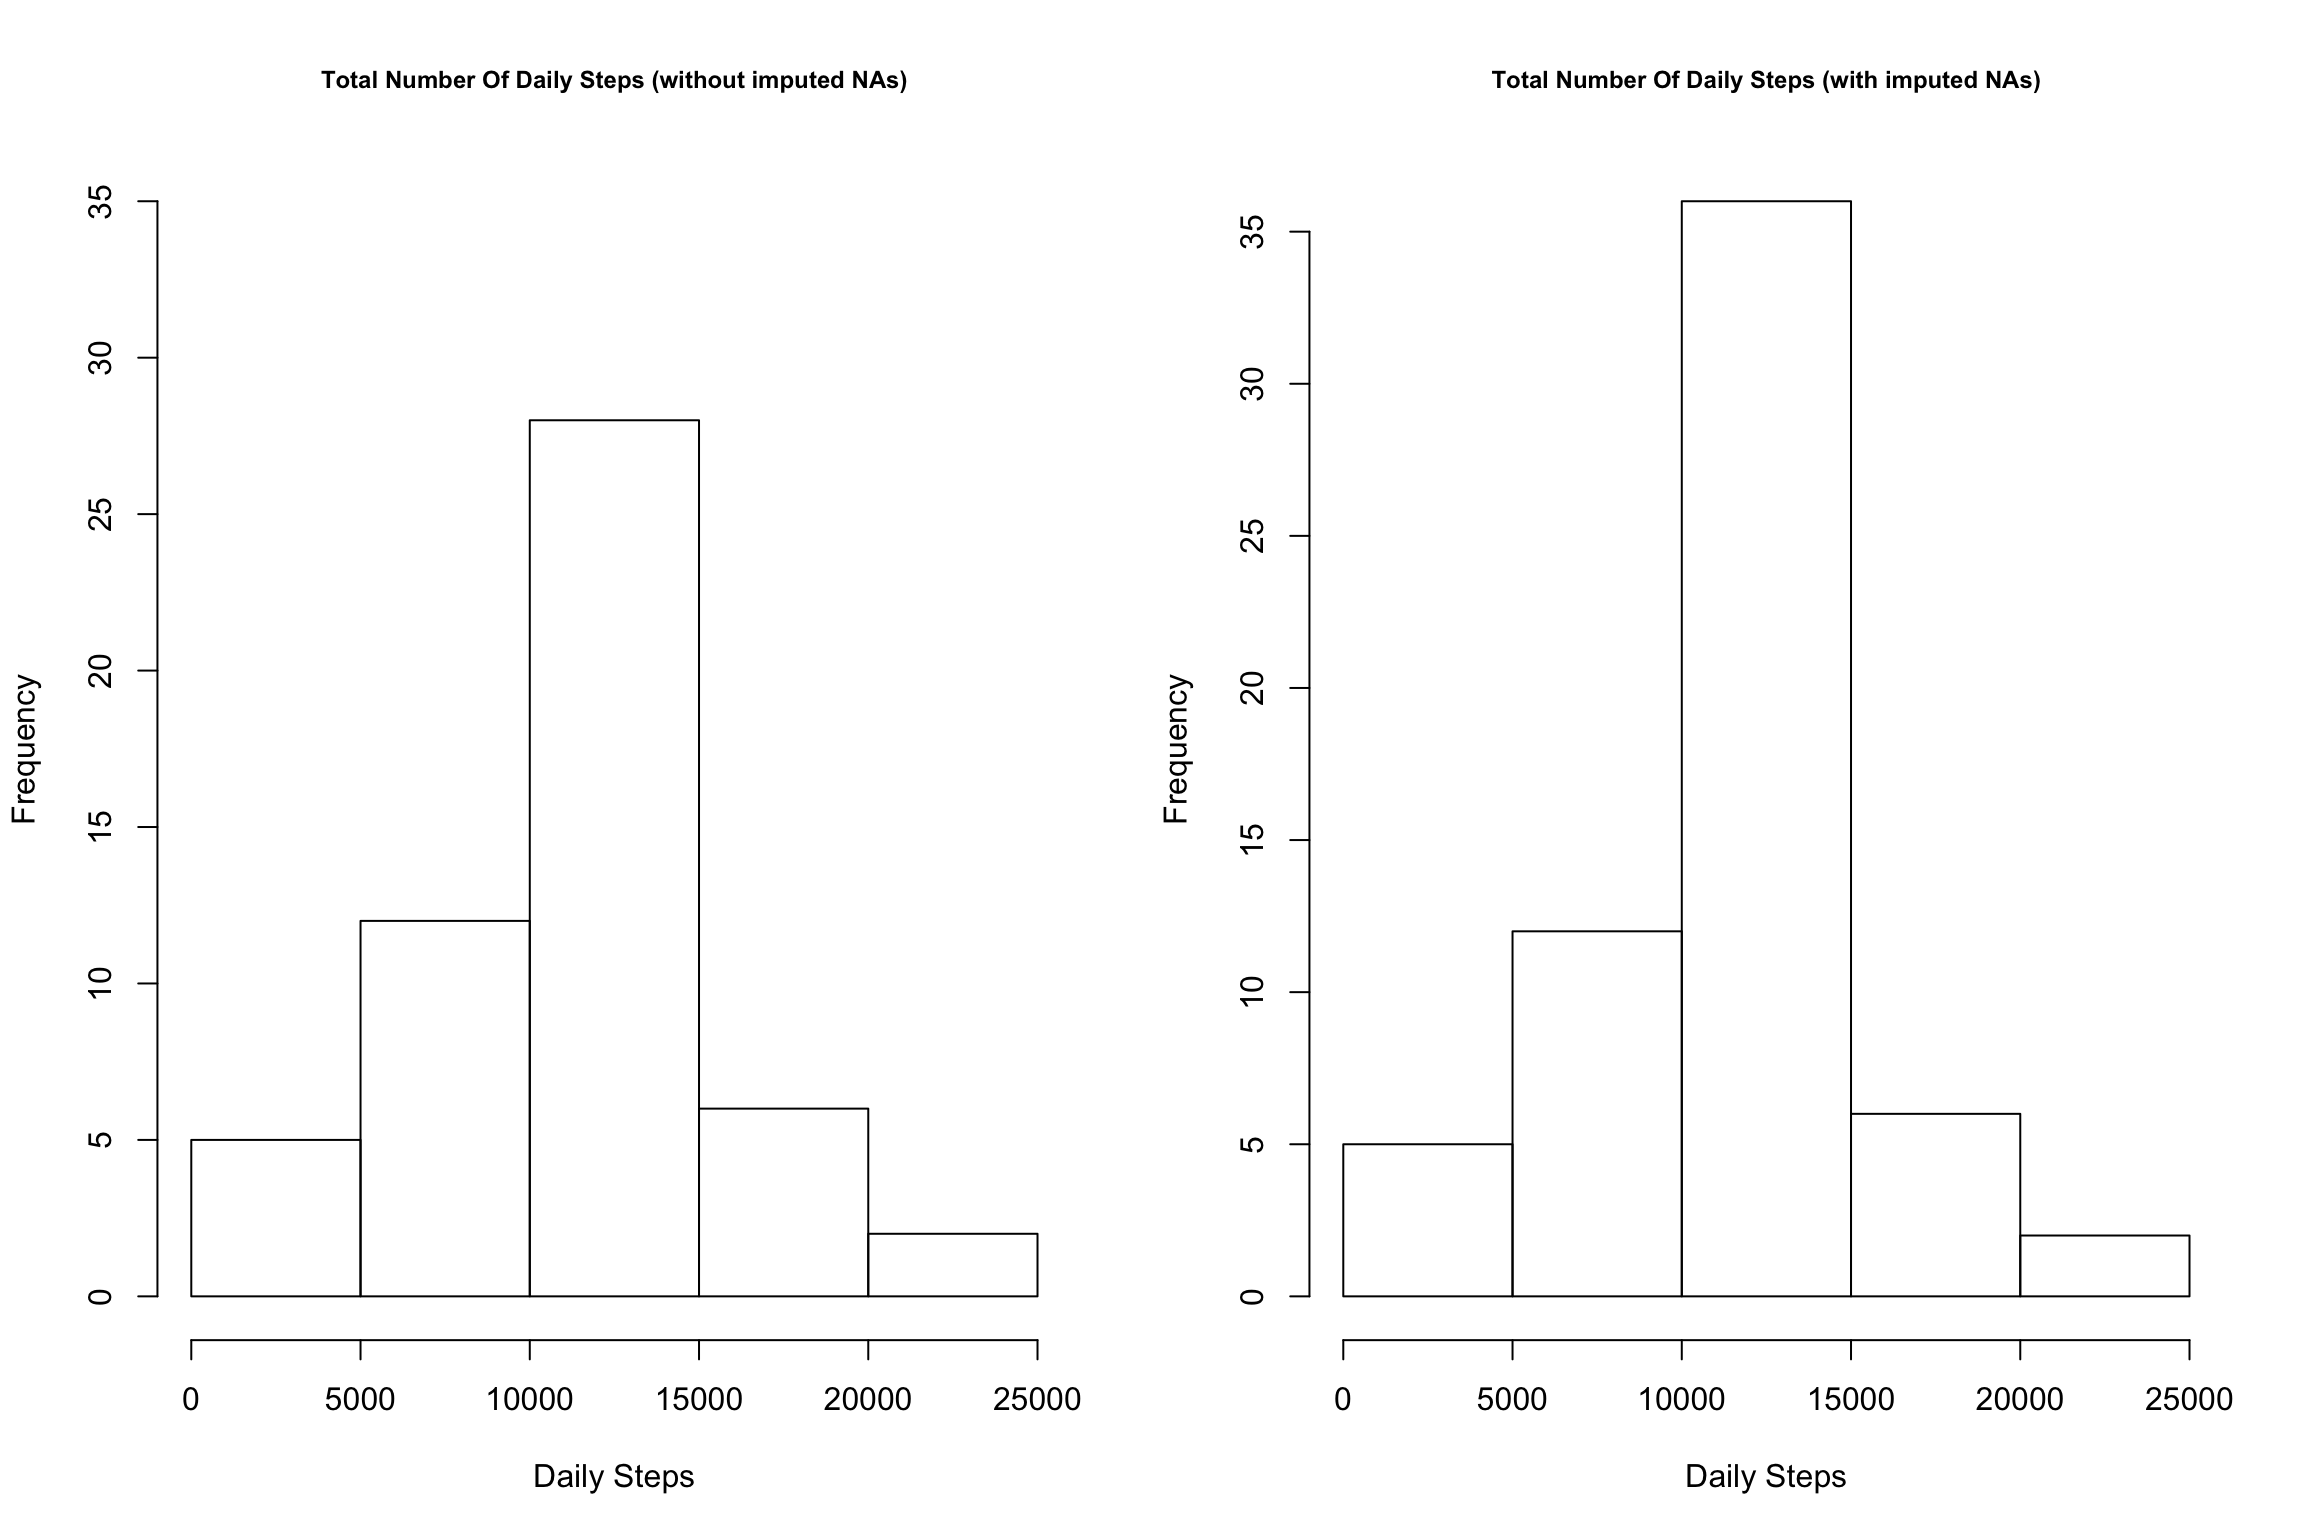 Total Number Of Daily Steps (without imputed NAs)
Frequency
35
30
25
20
15
10
5
0
0 5000 10000 15000 20000 25000
Daily Steps
Total Number Of Daily Steps (with imputed NAs)
Frequency
35
30
25
20
15
10
5
0
0 5000 10000 15000 20000 25000
Daily Steps